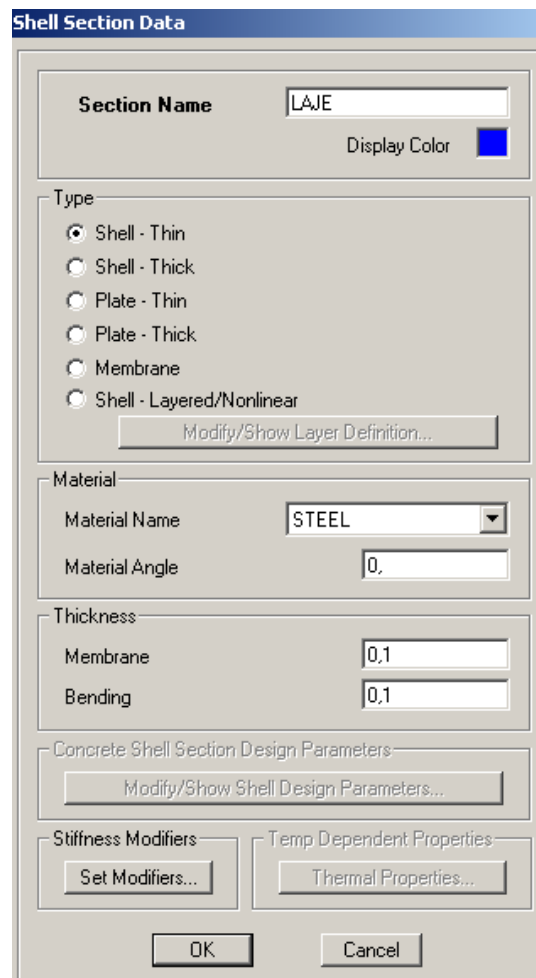 Shell Section Data
Section Name LAJE
Display Color
Type
Shell - Thin
Shell - Thick
Plate - Thin
Plate - Thick
Membrane
Shell - Layered/Nonlinear
Modify/Show Layer Definition...
Material
Material Name STEEL
Material Angle 0,
Thickness
Membrane 0,1
Bending 0,1
Concrete Shell Section Design Parameters
Modify/Show Shell Design Parameters...
Stiffness Modifiers Temp Dependent Properties
Set Modifiers... Thermal Properties...
OK Cancel